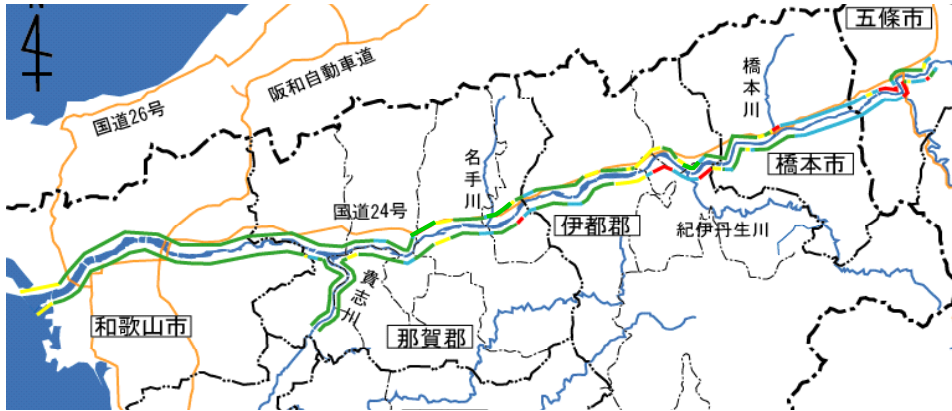 五條市
阪和自動車道
国道26号
橋本川
名手川
橋本市
国道24号
伊都郡
紀伊丹生川
貴志川
和歌山市
那賀郡